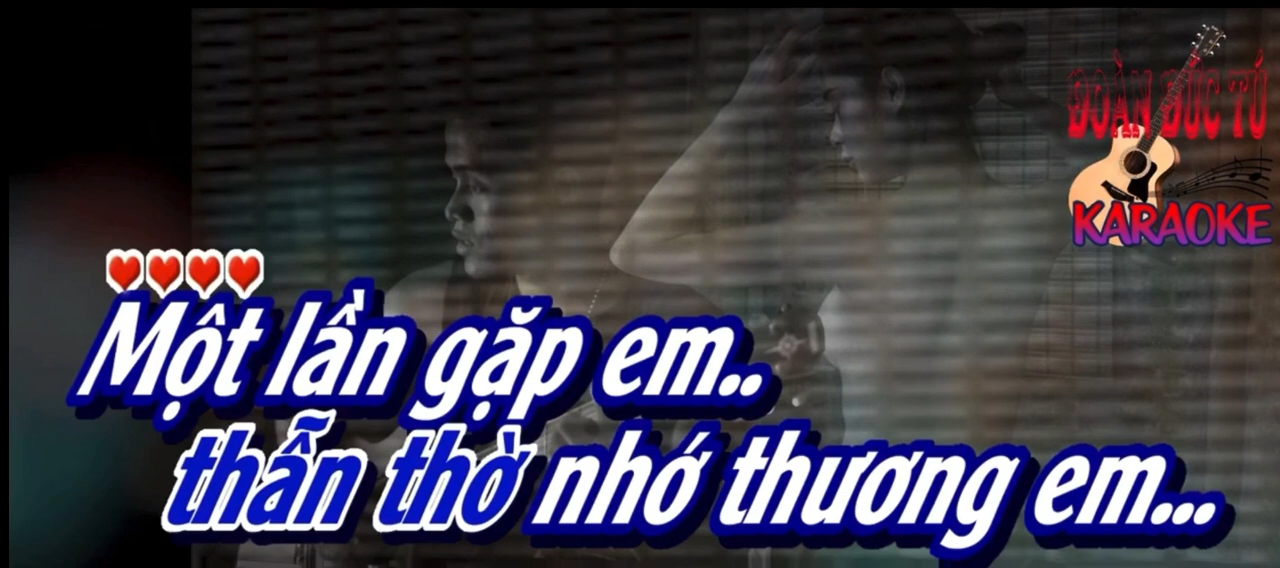 ĐOÀN ĐỨC TÚ
KARAOKE
Một lần gặp em..
thẫn thờ nhớ thương em...